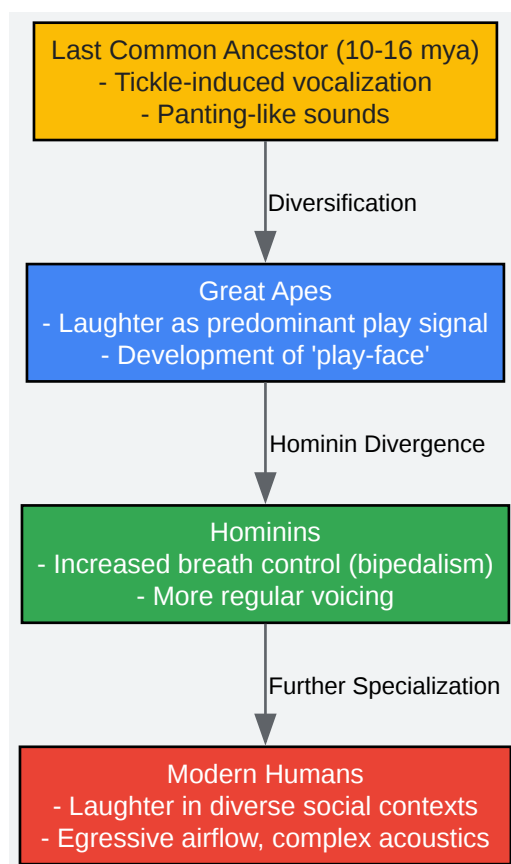 Last Common Ancestor (10-16 mya)
- Tickle-induced vocalization
- Panting-like sounds
Diversification
Great Apes
- Laughter as predominant play signal
- Development of 'play-face'
Hominin Divergence
Hominins
- Increased breath control (bipedalism)
- More regular voicing
Further Specialization
Modern Humans
- Laughter in diverse social contexts
- Egressive airflow, complex acoustics